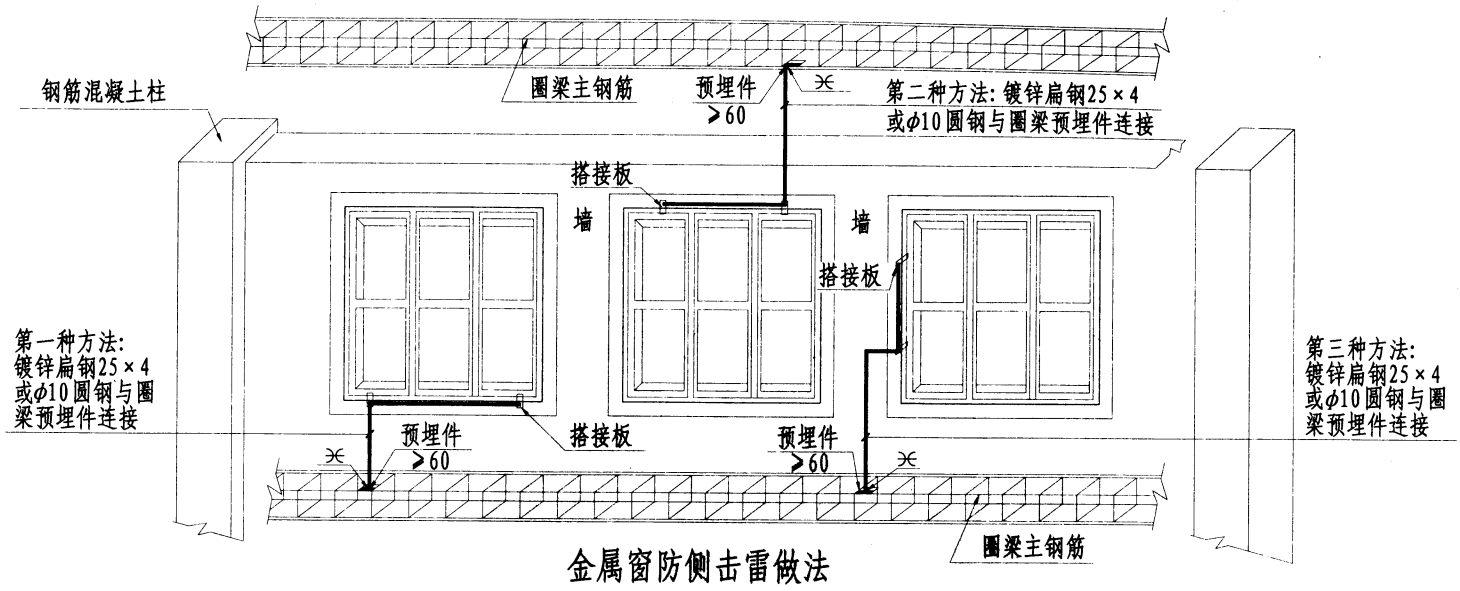 钢筋混凝土柱
圈梁主钢筋
预埋件
≥60
第二种方法: 镀锌扁钢25×4
或φ10圆钢与圈梁预埋件连接
搭接板
墙
墙
搭接板
第一种方法:
镀锌扁钢25×4
或φ10圆钢与圈
梁预埋件连接
第三种方法:
镀锌扁钢25×4
或φ10圆钢与圈
梁预埋件连接
预埋件
≥60
搭接板
预埋件
≥60
圈梁主钢筋
金属窗防侧击雷做法